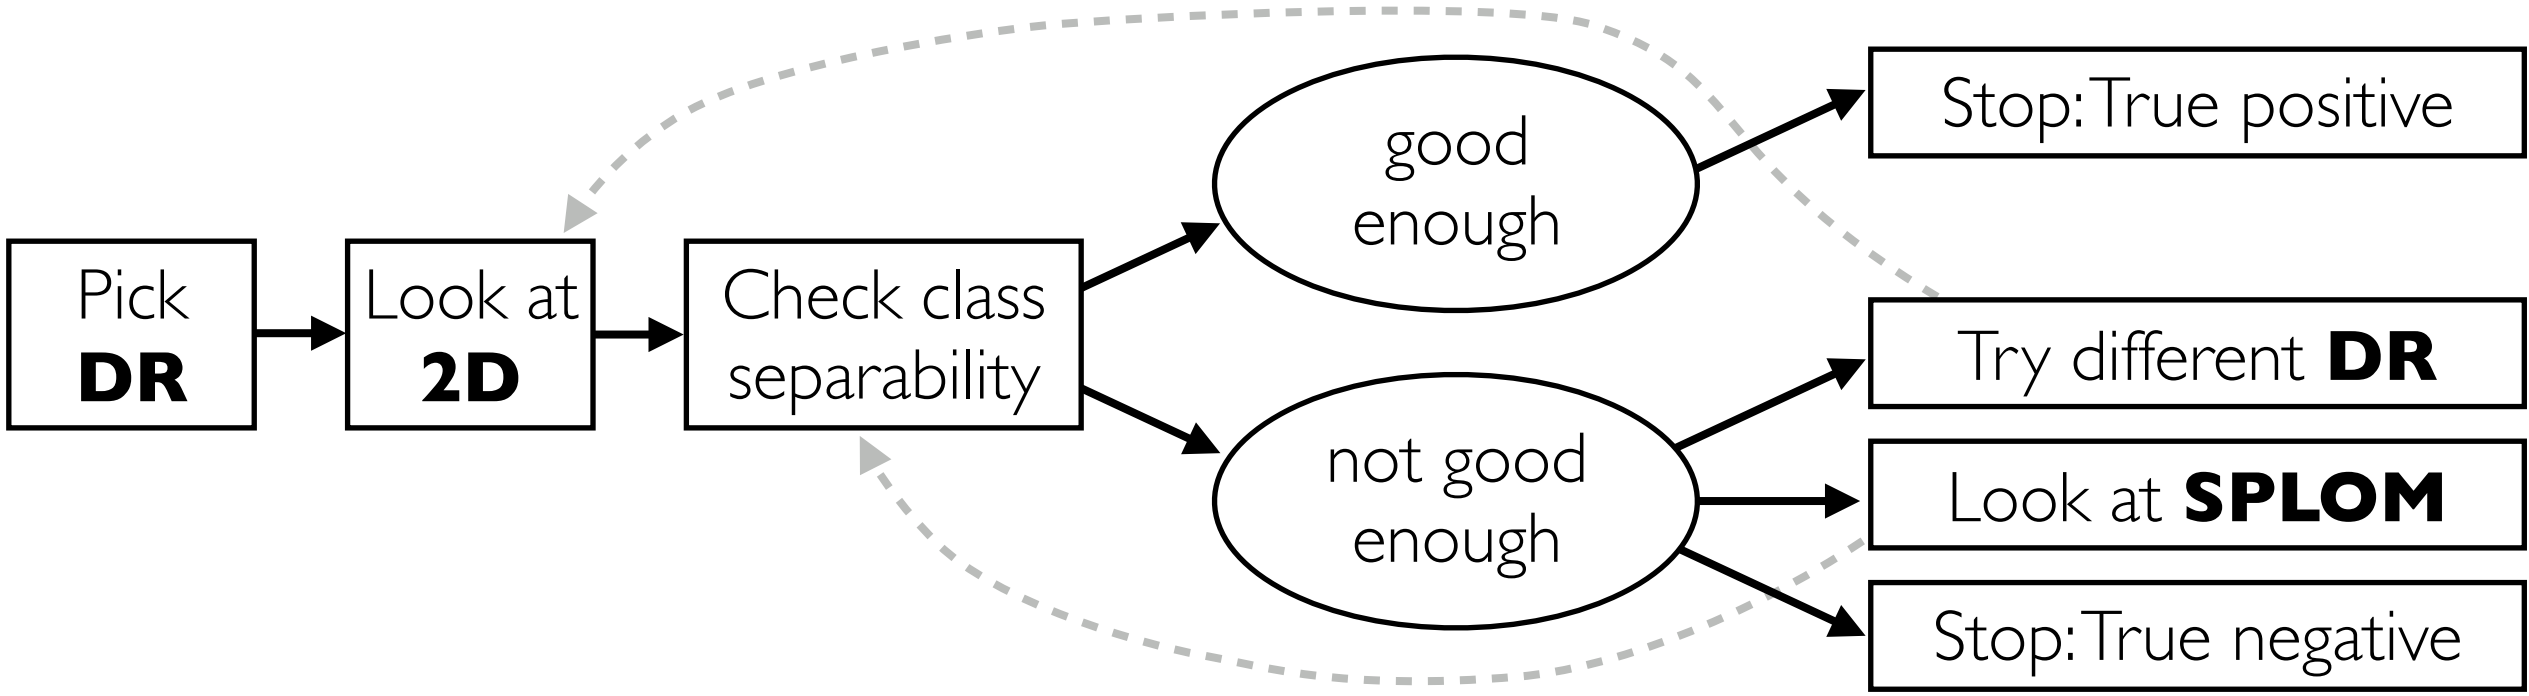 Pick
DR
Look at
2D
Check class
separability
good
enough
not good
enough
Stop: True positive
Try different DR
Look at SPLOM
Stop: True negative